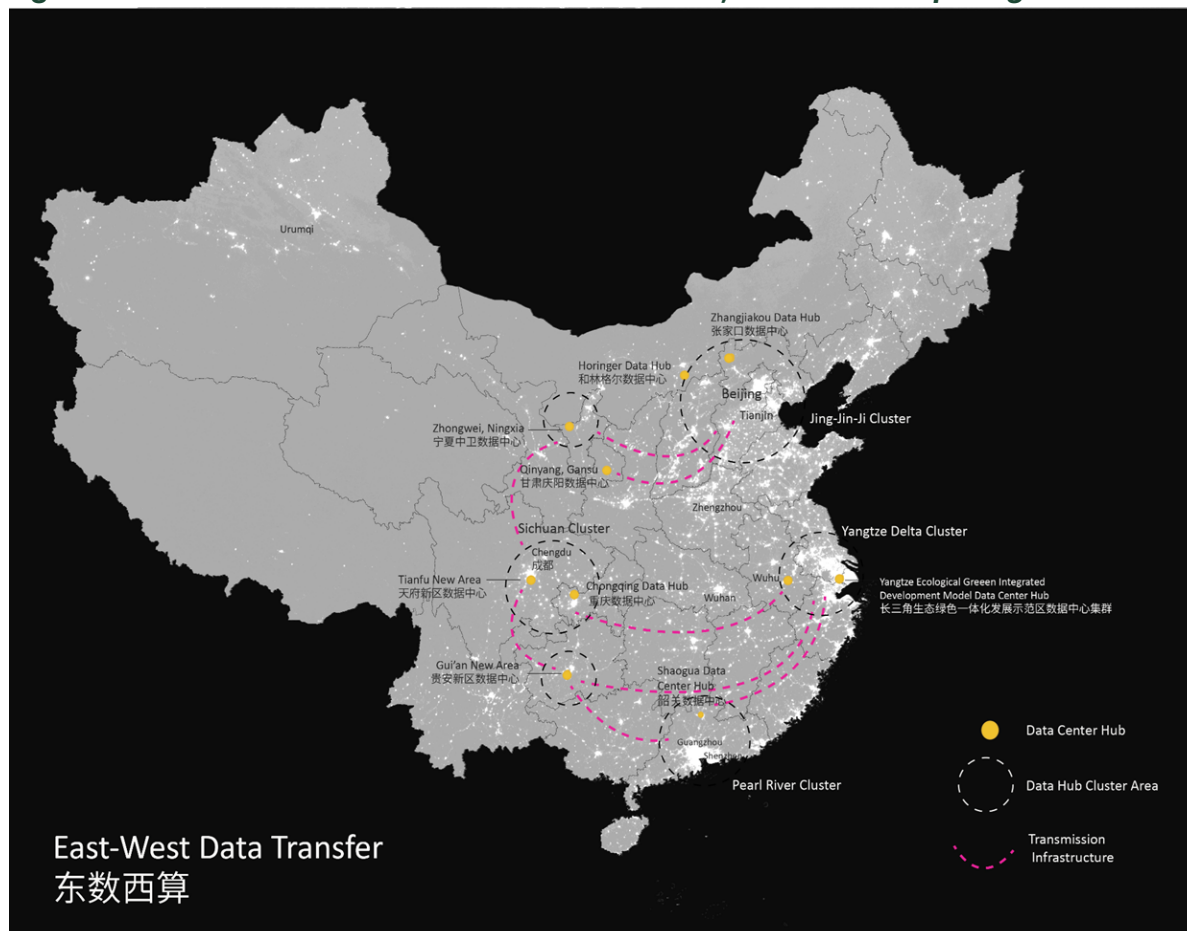 Urumqi
Zhangjiakou Data Hub
张家口数据中心
Horinger Data Hub
和林格尔数据中心
Beijing
Tianjin
Jing-Jin-Ji Cluster
Zhongwei, Ningxia
宁夏中卫数据中心
Qinyang, Gansu
甘肃庆阳数据中心
Zhengzhou
Sichuan Cluster
Yangtze Delta Cluster
Chengdu
成都
Tianfu New Area
天府新区数据中心
Chongqing Data Hub
重庆数据中心
Wuhan
Wuhu
Yangtze Ecological Greeen Integrated
Development Model Data Center Hub
长三角生态绿色一体化发展示范区数据中心集群
Gui'an New Area
贵安新区数据中心
Shaogua Data
Center Hub
韶关数据中心
Guangzhou
Shenzhen
Pearl River Cluster
Data Center Hub
Data Hub Cluster Area
Transmission
Infrastructure
East-West Data Transfer
东数西算